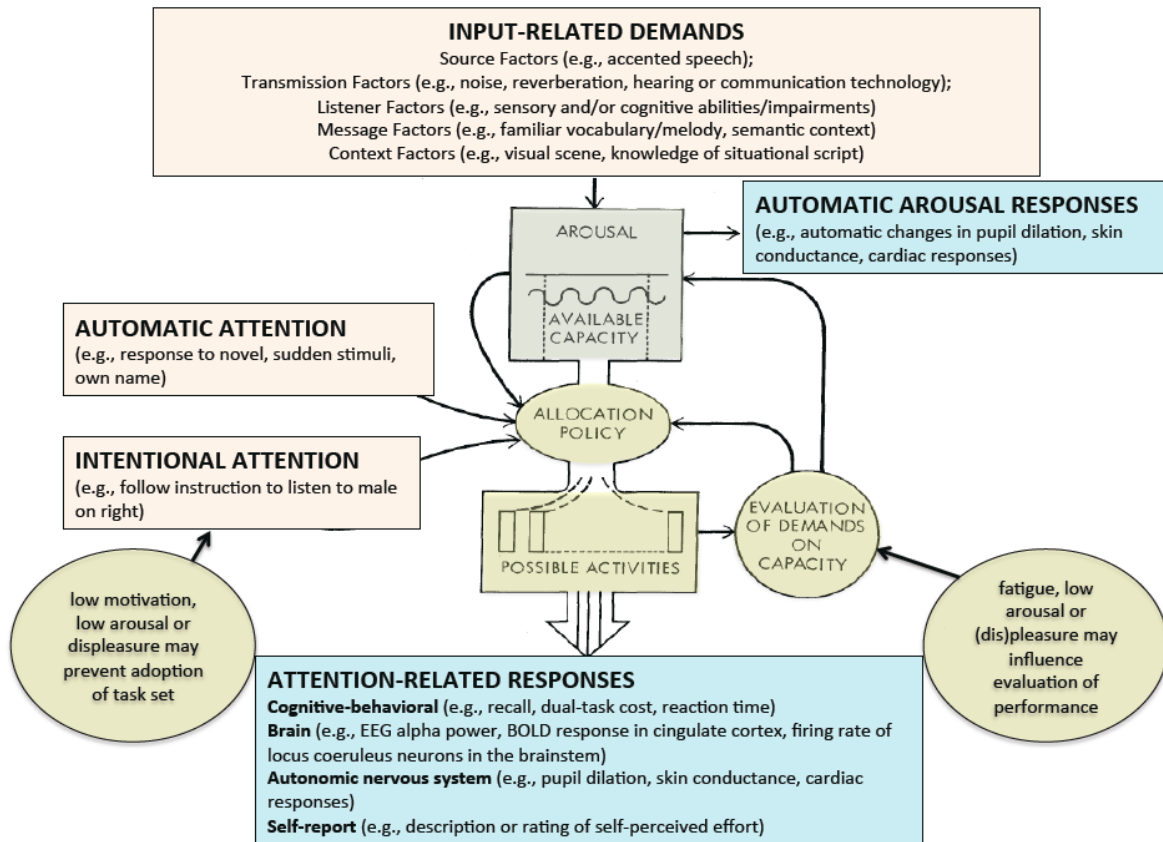 INPUT-RELATED DEMANDS
Source Factors (e.g., accented speech);
Transmission Factors (e.g., noise, reverberation, hearing or communication technology);
Listener Factors (e.g., sensory and/or cognitive abilities/impairments)
Message Factors (e.g., familiar vocabulary/melody, semantic context)
Context Factors (e.g., visual scene, knowledge of situational script)
AROUSAL
AVAILABLE
CAPACITY
AUTOMATIC AROUSAL RESPONSES
(e.g., automatic changes in pupil dilation, skin
conductance, cardiac responses)
AUTOMATIC ATTENTION
(e.g., response to novel, sudden stimuli,
own name)
ALLOCATION
POLICY
INTENTIONAL ATTENTION
(e.g., follow instruction to listen to male
on right)
POSSIBLE ACTIVITIES
EVALUATION
OF DEMANDS
ON
CAPACITY
low motivation,
low arousal or
displeasure may
prevent adoption
of task set
fatigue, low
arousal or
(dis)pleasure may
influence
evaluation of
performance
ATTENTION-RELATED RESPONSES
Cognitive-behavioral (e.g., recall, dual-task cost, reaction time)
Brain (e.g., EEG alpha power, BOLD response in cingulate cortex, firing rate of
locus coeruleus neurons in the brainstem)
Autonomic nervous system (e.g., pupil dilation, skin conductance, cardiac
responses)
Self-report (e.g., description or rating of self-perceived effort)